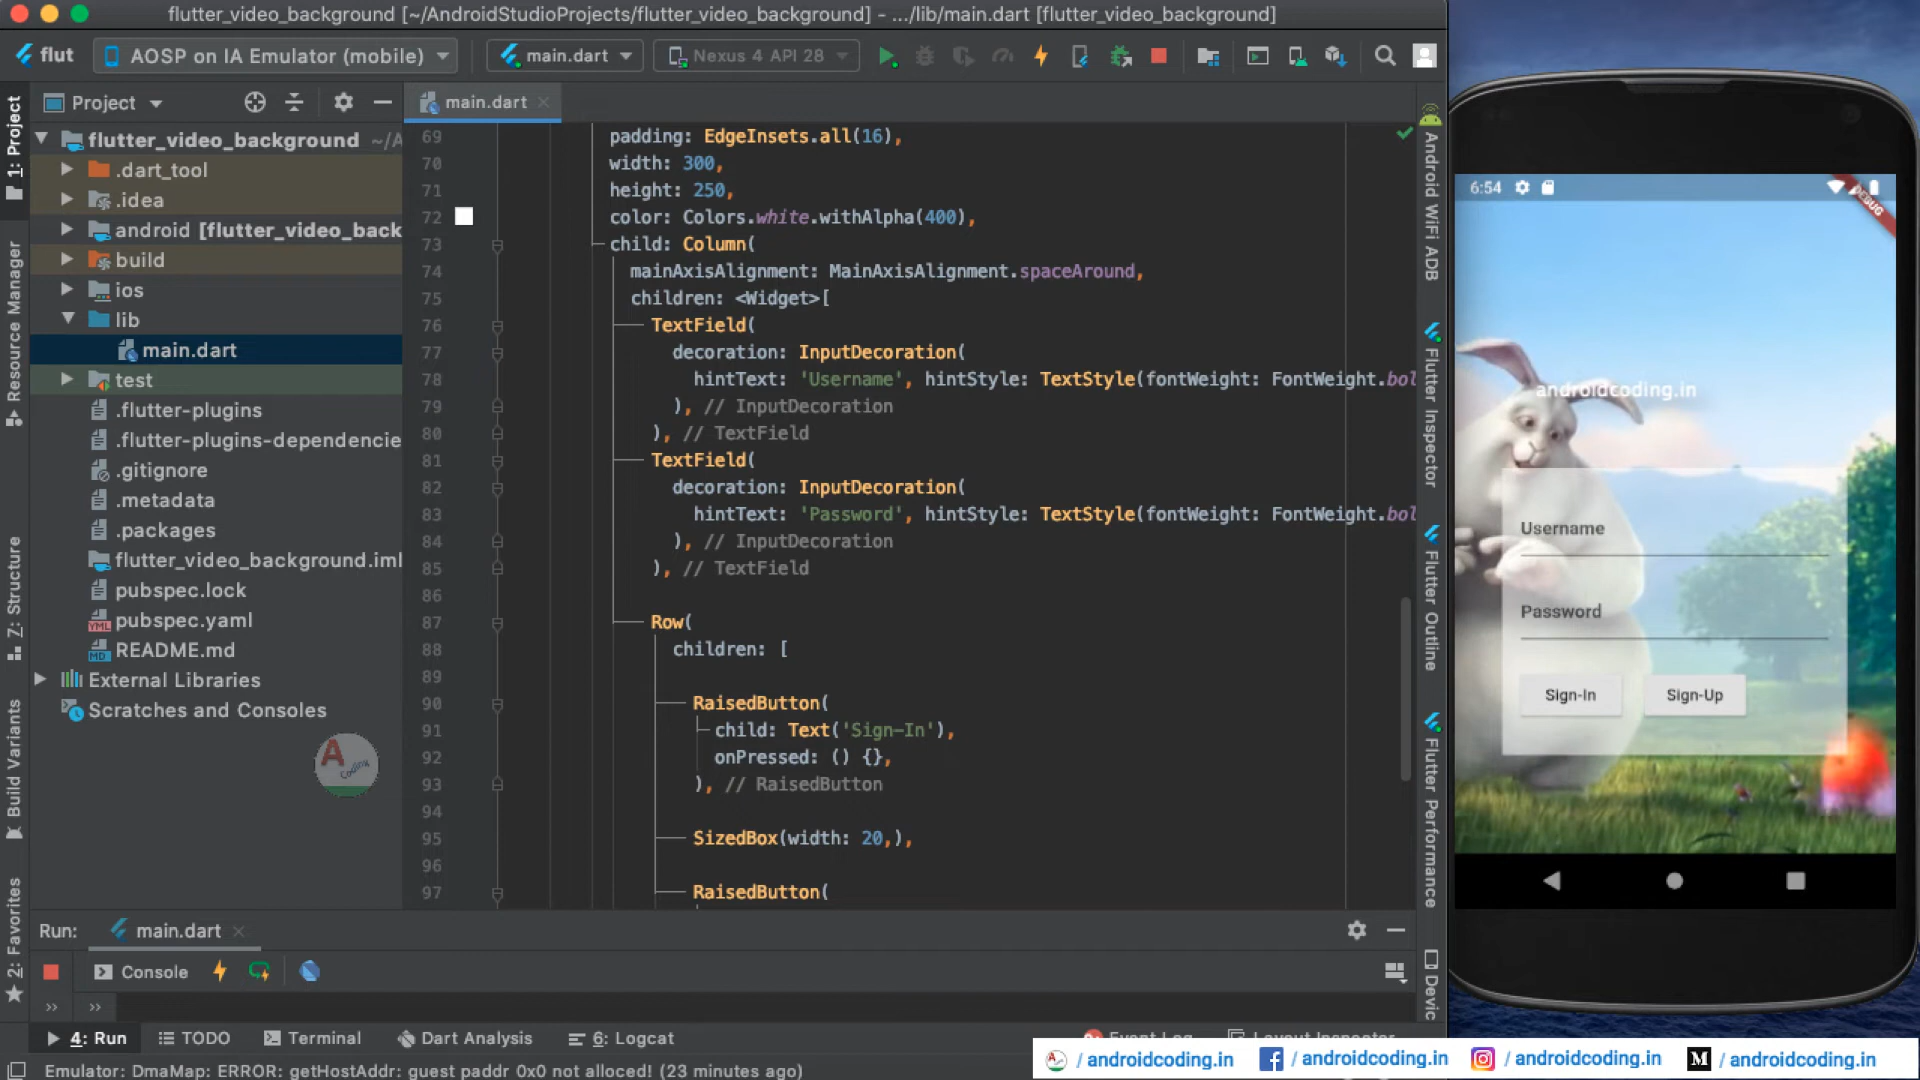 flutter_video_background [~/AndroidStudioProjects/flutter_video_background] - .../lib/main.dart [flutter_video_background]
flut
AOSP on IA Emulator (mobile)
main.dart
Nexus 4 API 28
1: Project
Resource Manager
7: Structure
Build Variants
2: Favorites
Project
flutter_video_background ~/A
.dart_tool
.idea
android [flutter_video_back
build
ios
lib
main.dart
test
.flutter-plugins
.flutter-plugins-dependencie
.gitignore
.metadata
.packages
flutter_video_background.iml
pubspec.lock
pubspec.yaml
README.md
External Libraries
Scratches and Consoles
A
Coding
main.dart
69 padding: EdgeInsets.all(16),
70 width: 300,
71 height: 250,
72 color: Colors.white.withAlpha(400),
73 child: Column(
74 mainAxisAlignment: MainAxisAlignment.spaceAround,
75 children: <Widget>[
76 TextField(
77 decoration: InputDecoration(
78 hintText: 'Username', hintStyle: TextStyle(fontWeight: FontWeight.bol
79 ), // InputDecoration
80 ), // TextField
81 TextField(
82 decoration: InputDecoration(
83 hintText: 'Password', hintStyle: TextStyle(fontWeight: FontWeight.bol
84 ), // InputDecoration
85 ), // TextField
86
87 Row(
88 children: [
89
90 RaisedButton(
91 child: Text('Sign-In'),
92 onPressed: () {},
93 ), // RaisedButton
94
95 SizedBox(width: 20,),
96
97 RaisedButton(
Android WiFi ADB
Flutter Inspector
Flutter Outline
Flutter Performance
Devic
6:54
DEBUG
androidcoding.in
Username
Password
Sign-In
Sign-Up
Run:
main.dart
Console
4: Run
TODO
Terminal
Dart Analysis
6: Logcat
Event Log
Layout Inspector
Emulator: DmaMap: ERROR: getHostAddr: guest paddr 0x0 not alloced! (23 minutes ago)
/ androidcoding.in
/ androidcoding.in
/ androidcoding.in
/ androidcoding.in